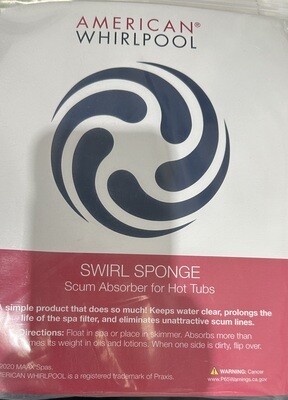 AMERICAN®
WHIRLPOOL
SWIRL SPONGE
Scum Absorber for Hot Tubs
A simple product that does so much! Keeps water clear, prolongs the
life of the spa filter, and eliminates unattractive scum lines.
Directions: Float in spa or place in skimmer. Absorbs more than
its weight in oils and lotions. When one side is dirty, flip over.
2020 MAAX Spas.
AMERICAN WHIRLPOOL is a registered trademark of Praxis.
WARNING: Cancer
www.P65Warnings.ca.gov